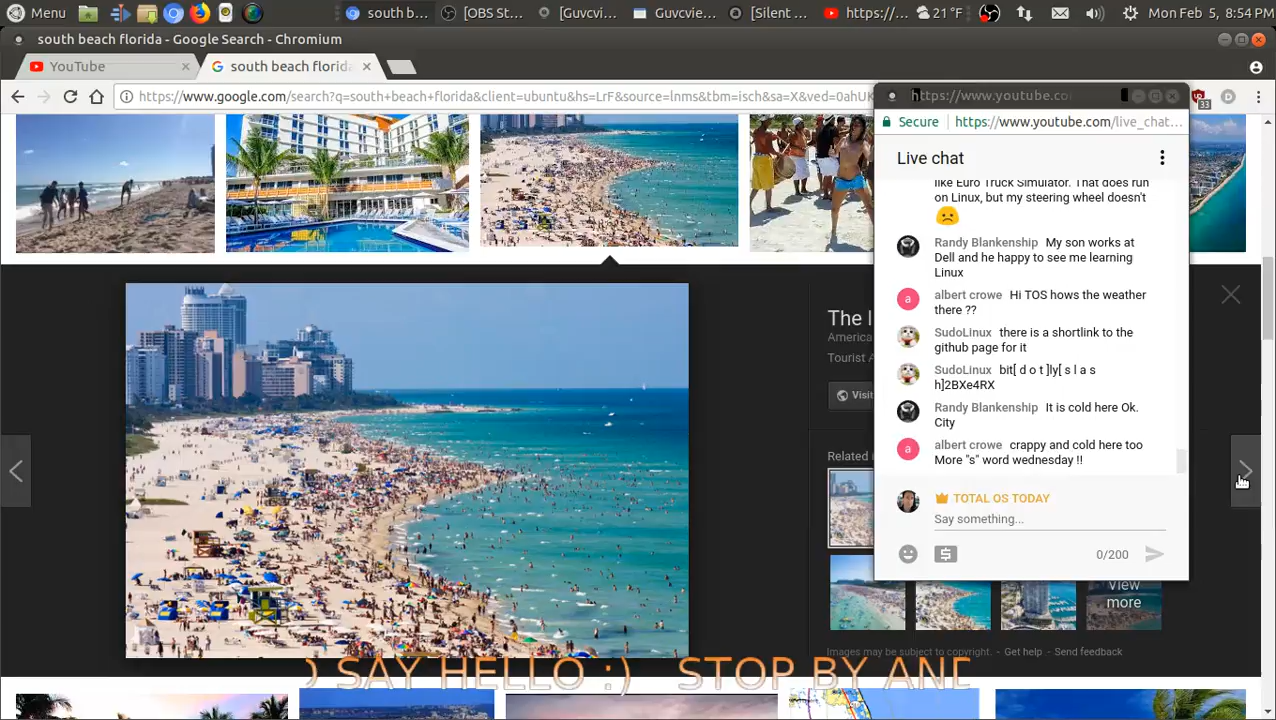 Menu
south b...
[OBS St...
[Guvcvi...
Guvcvie...
[Silent ...
https://...
21 °F
Mon Feb 5, 8:54 PM
south beach florida - Google Search - Chromium
YouTube
south beach florid
https://www.google.com/search?q=south+beach+florida&client=ubuntu&hs=LrF&source=lnms&tbm=isch&sa=X&ved=0ahUK
33
D
https://www.youtube.co
Secure
https://www.youtube.com/live_chat...
Live chat
like Euro Truck Simulator. That does run
on Linux, but my steering wheel doesn't
Randy Blankenship My son works at
Dell and he happy to see me learning
Linux
a albert crowe Hi TOS hows the weather
there ??
SudoLinux there is a shortlink to the
github page for it
SudoLinux bit[ d o t ]ly[ s l a s
h]2BXe4RX
Randy Blankenship It is cold here Ok.
City
a albert crowe crappy and cold here too
More "s" word wednesday !!
TOTAL OS TODAY
Say something...
0/200
The
America
Tourist A
Visi
Related i
View
more
Images may be subject to copyright. - Get help - Send feedback
O SAY HELLO :) STOP BY AND